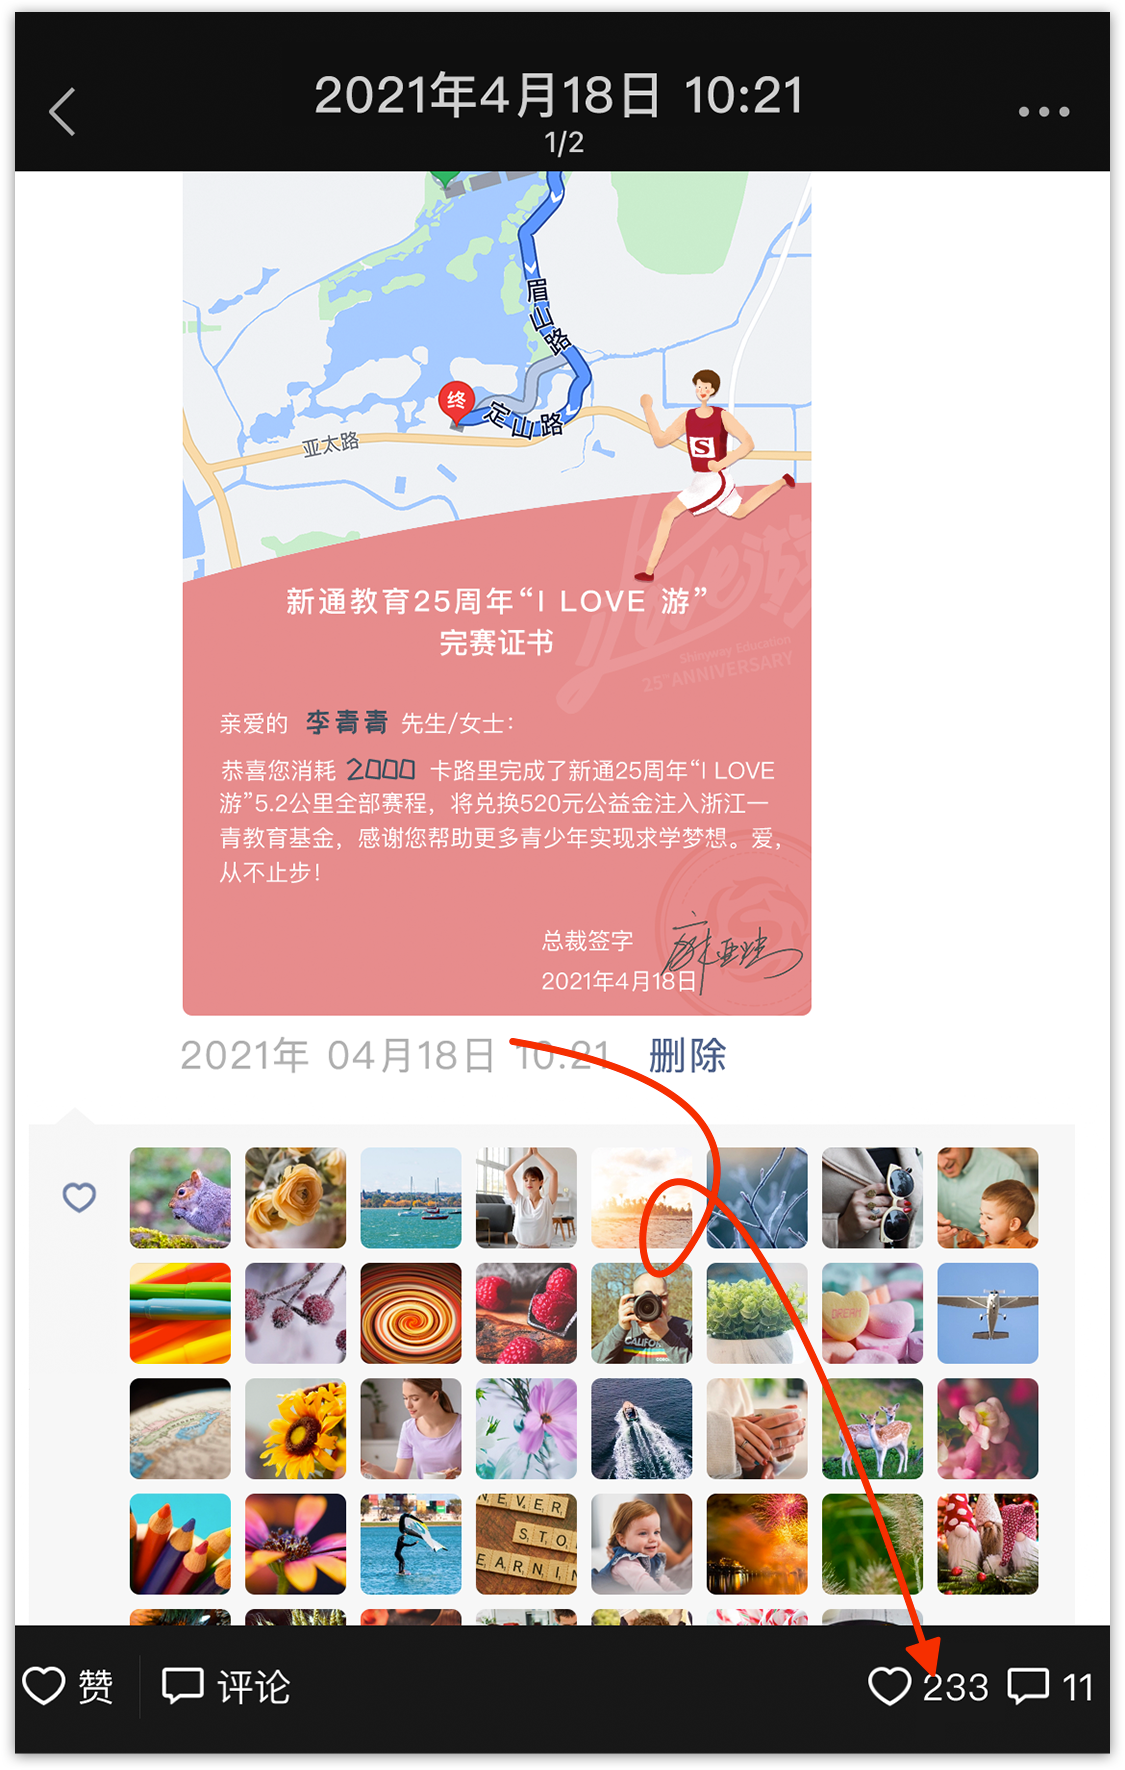 2021年4月18日 10:21
1/2
眉山路
终
定山路
亚太路
S
新通教育25周年“I LOVE 游”
完赛证书
Love游
Shinyway Education
25THANNIVERSARY
亲爱的 李青青 先生/女士：
恭喜您消耗 2000 卡路里完成了新通25周年“I LOVE
游”5.2公里全部赛程，将兑换520元公益金注入浙江一
青教育基金，感谢您帮助更多青少年实现求学梦想。爱，
从不止步！
总裁签字
2021年4月18日
2021年 04月18日 10:21 删除
DREAM
CALIFO
NEVER
STO
EARNIN
赞 评论 233 11